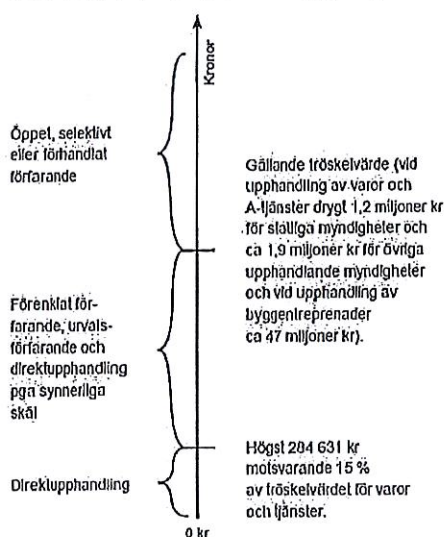 Kronor
Öppet, selektivt
eller förhandlat
förfarande
Gällande tröskelvärde (vid
upphandling av varor och
A-tjänster drygt 1,2 miljoner kr
för statliga myndigheter och
ca 1,9 miljoner kr för övriga
upphandlande myndigheter
och vid upphandling av
byggentreprenader
ca 47 miljoner kr).
Förenklat för-
farande, urvals-
förfarande och
direktupphandling
pga synnerliga
skäl
Högst 284 631 kr
motsvarande 15 %
av tröskelvärdet för varor
och tjänster.
Direktupphandling
0 kr